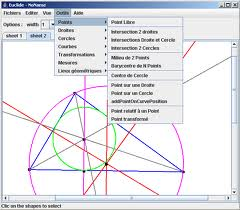 Euclide - NoName
Fichiers Editer Vue Outils Aide
Options: width 1
sheet 1 sheet 2
Points
Droites
Cercles
Courbes
Transformations
Mesures
Lieux géométriques
Point Libre
Intersection 2 droites
Intersections Droite et Cercle
Intersection 2 Cercles
Milieu de 2 Points
Barycentre de N Points
Centre de Cercle
Point sur une Droite
Point sur un Cercle
addPointOnCurvePosition
Point relatif à un Point
Point transformé
Clic on the shapes to select